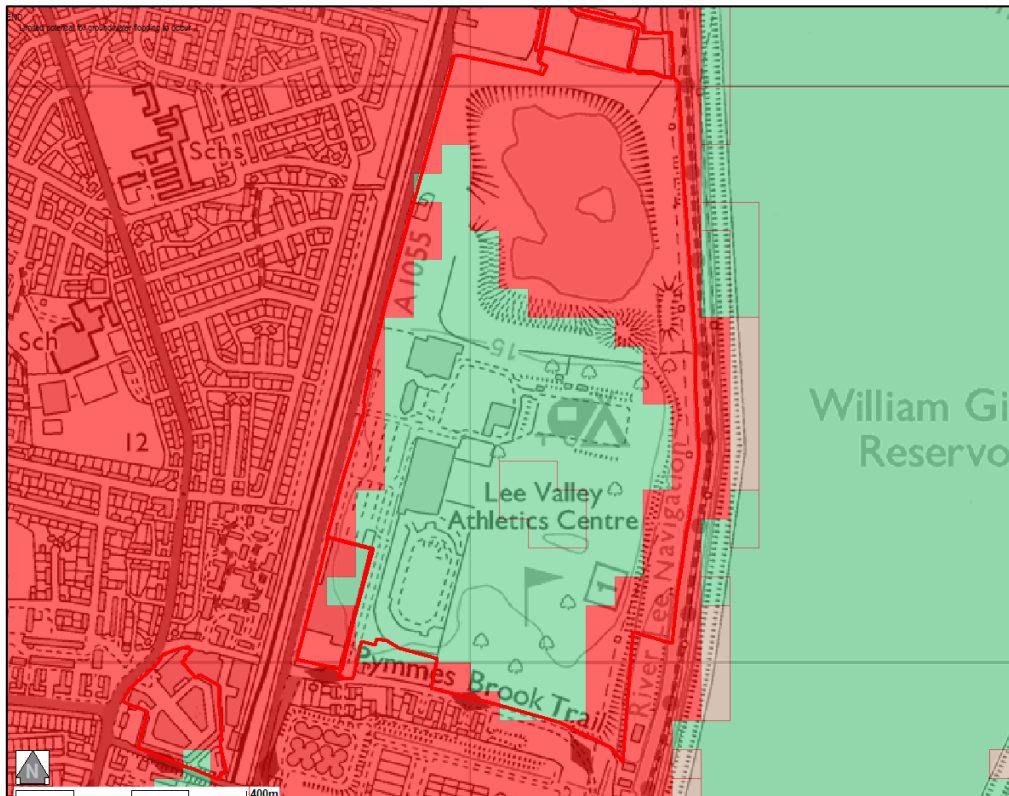 Limited potential for groundwater flooding to occur
Schs
A 1055
Sch
15
12
William Gi
Reservo
Lee Valley
Athletics Centre
River Lee Navigation
1
Pymmes Brook Trail
N
400m